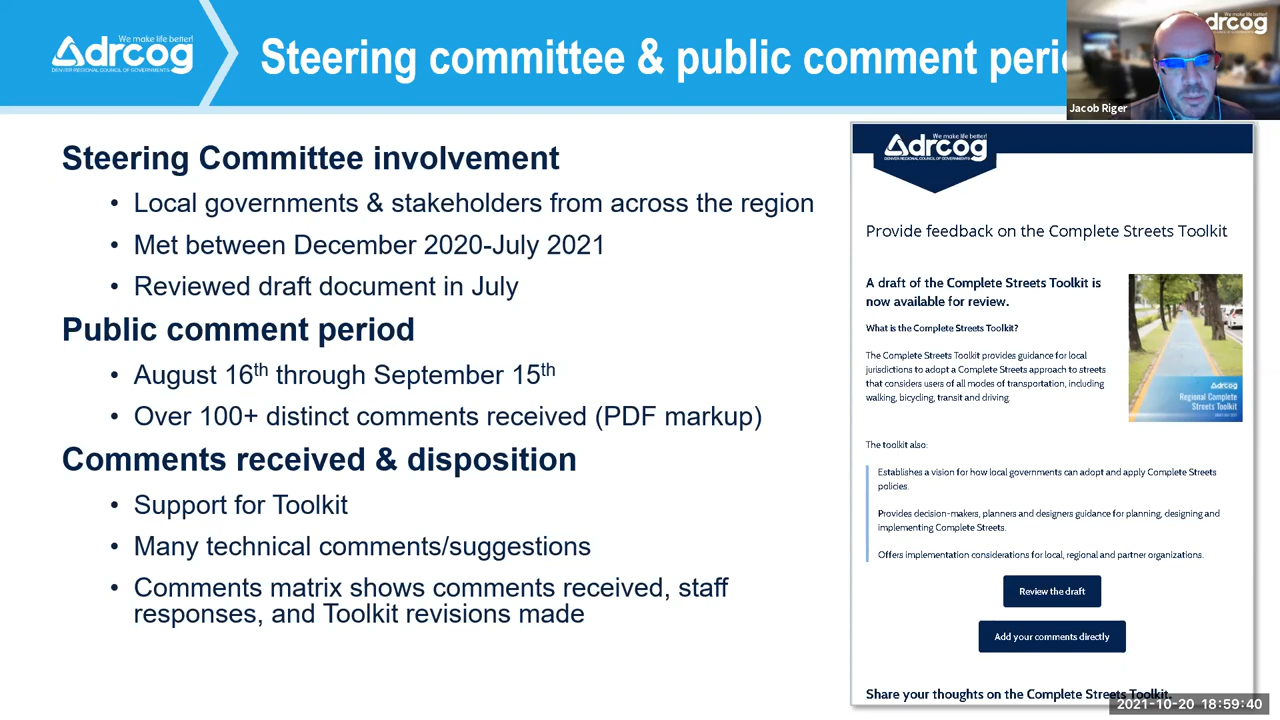 We make life better!
drcog
DENVER REGIONAL COUNCIL OF GOVERNMENTS
Steering committee & public comment perio
drcog
Jacob Riger
Steering Committee involvement
• Local governments & stakeholders from across the region
• Met between December 2020-July 2021
• Reviewed draft document in July
Public comment period
• August 16th through September 15th
• Over 100+ distinct comments received (PDF markup)
Comments received & disposition
• Support for Toolkit
• Many technical comments/suggestions
• Comments matrix shows comments received, staff
responses, and Toolkit revisions made
We make life better!
drcog
DENVER REGIONAL COUNCIL OF GOVERNMENTS
Provide feedback on the Complete Streets Toolkit
A draft of the Complete Streets Toolkit is
now available for review.
What is the Complete Streets Toolkit?
The Complete Streets Toolkit provides guidance for local
jurisdictions to adopt a Complete Streets approach to streets
that considers users of all modes of transportation, including
walking, bicycling, transit and driving.
drcog
Regional Complete
Streets Toolkit
The toolkit also:
Establishes a vision for how local governments can adopt and apply Complete Streets
policies.
Provides decision-makers, planners and designers guidance for planning, designing and
implementing Complete Streets.
Offers implementation considerations for local, regional and partner organizations.
Review the draft
Add your comments directly
Share your thoughts on the Complete Streets Toolkit.
2021-10-20 18:59:40